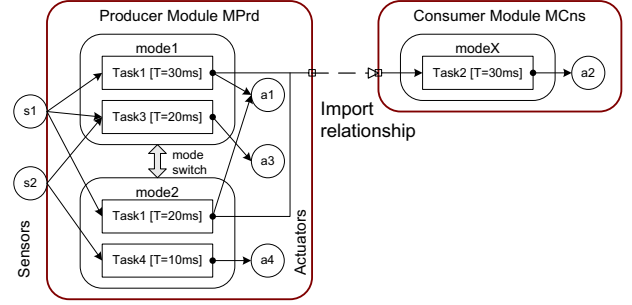 Producer Module MPrd
Consumer Module MCns
mode1
Task1 [T=30ms]
Task3 [T=20ms]
s1
s2
a1
a3
mode
switch
mode2
Task1 [T=20ms]
Task4 [T=10ms]
a4
Sensors
Actuators
Import
relationship
modeX
Task2 [T=30ms]
a2